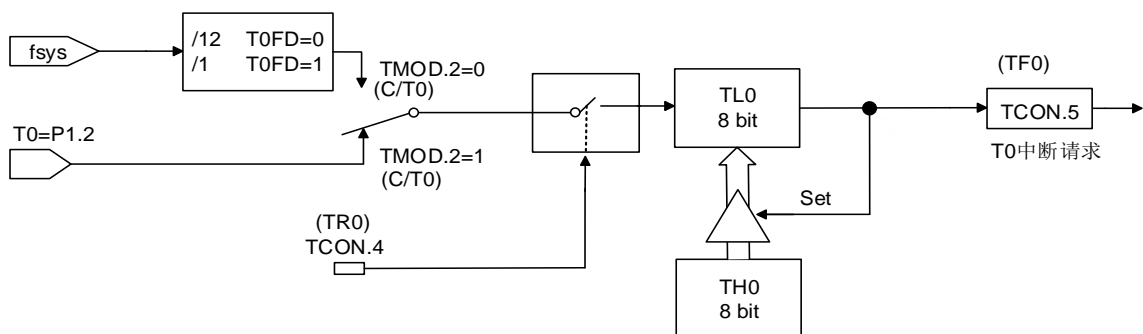 fsys
/12 T0FD=0
/1 T0FD=1
TMOD.2=0
(C/T0)
T0=P1.2
TMOD.2=1
(C/T0)
(TR0)
TCON.4
TL0
8 bit
Set
TH0
8 bit
(TF0)
TCON.5
T0中断请求